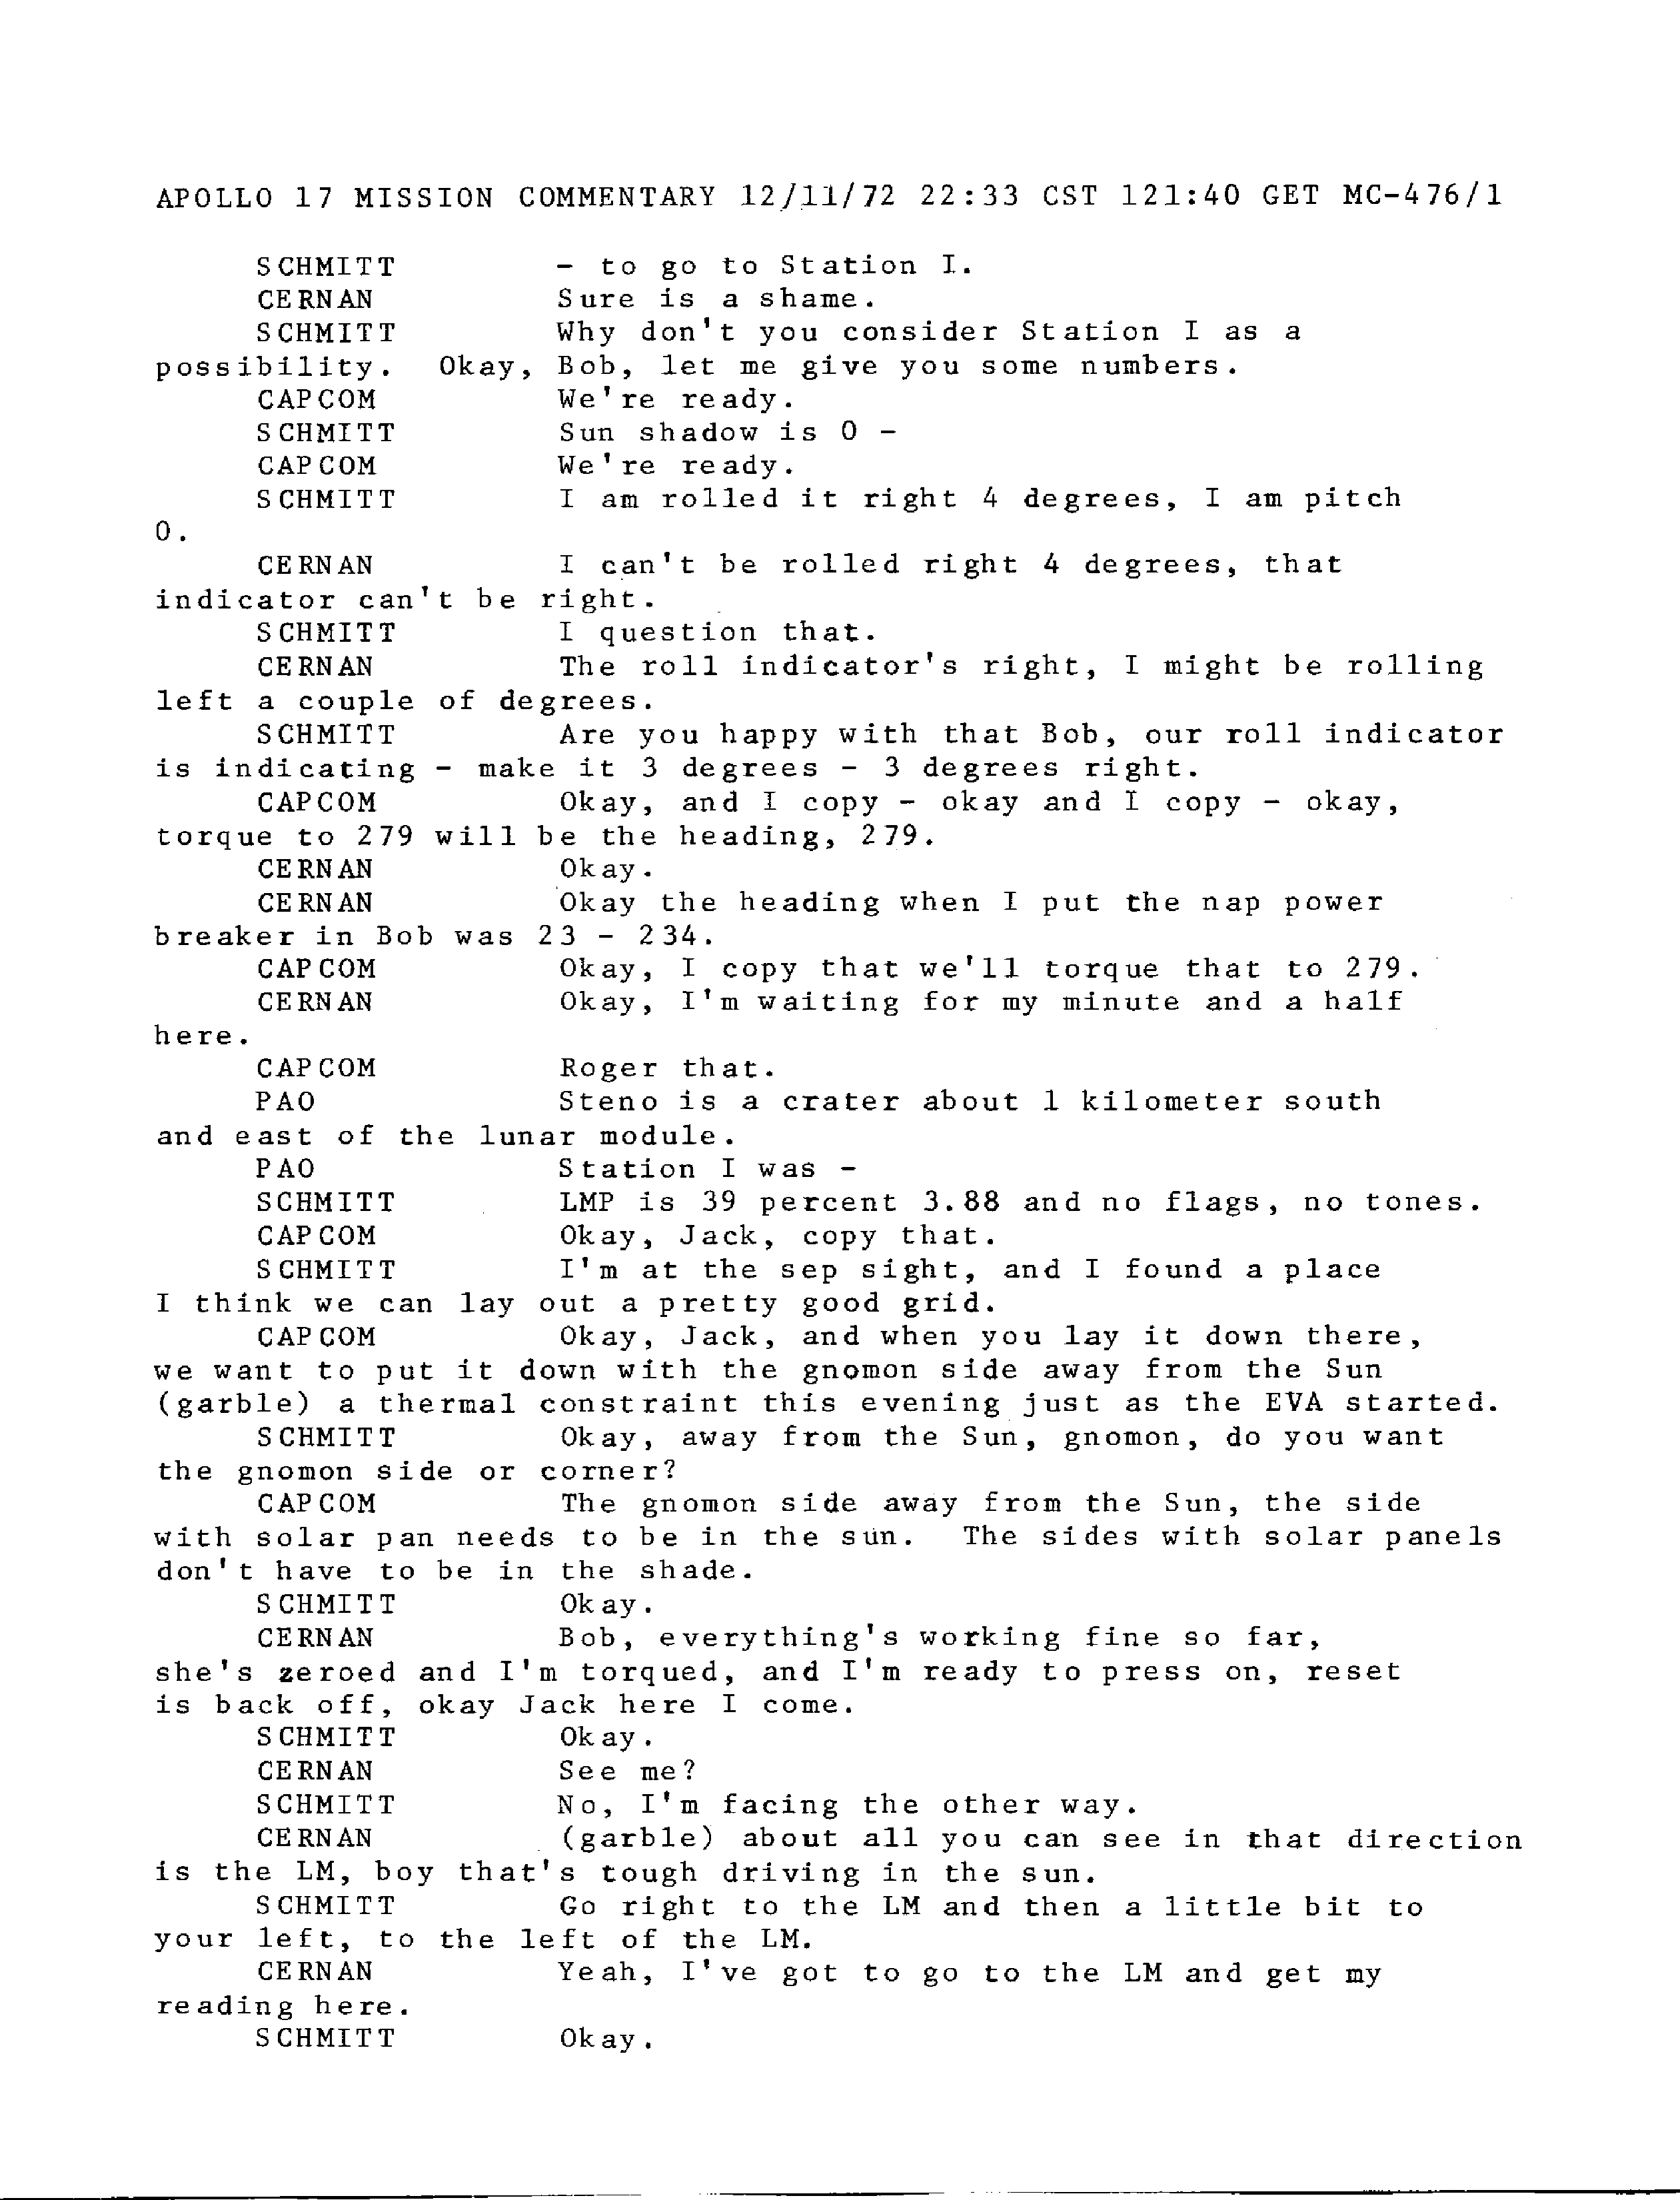 APOLLO 17 MISSION COMMENTARY 12/11/72 22:33 CST 121:40 GET MC-476/1
SCHMITT - to go to Station I.
CERNAN Sure is a shame.
SCHMITT Why don't you consider Station I as a
possibility. Okay, Bob, let me give you some numbers.
CAPCOM We're ready.
SCHMITT Sun shadow is 0 -
CAPCOM We're ready.
SCHMITT I am rolled it right 4 degrees, I am pitch
0.
CERNAN I can't be rolled right 4 degrees, that
indicator can't be right.
SCHMITT I question that.
CERNAN The roll indicator's right, I might be rolling
left a couple of degrees.
SCHMITT Are you happy with that Bob, our roll indicator
is indicating - make it 3 degrees - 3 degrees right.
CAPCOM Okay, and I copy - okay and I copy - okay,
torque to 279 will be the heading, 279.
CERNAN Okay.
CERNAN Okay the heading when I put the nap power
breaker in Bob was 23 - 234.
CAPCOM Okay, I copy that we'll torque that to 279.
CERNAN Okay, I'm waiting for my minute and a half
here.
CAPCOM Roger that.
PAO Steno is a crater about 1 kilometer south
and east of the lunar module.
PAO Station I was -
SCHMITT LMP is 39 percent 3.88 and no flags, no tones.
CAPCOM Okay, Jack, copy that.
SCHMITT I'm at the sep sight, and I found a place
I think we can lay out a pretty good grid.
CAPCOM Okay, Jack, and when you lay it down there,
we want to put it down with the gnomon side away from the Sun
(garble) a thermal constraint this evening just as the EVA started.
SCHMITT Okay, away from the Sun, gnomon, do you want
the gnomon side or corner?
CAPCOM The gnomon side away from the Sun, the side
with solar pan needs to be in the sun. The sides with solar panels
don't have to be in the shade.
SCHMITT Okay.
CERNAN Bob, everything's working fine so far,
she's zeroed and I'm torqued, and I'm ready to press on, reset
is back off, okay Jack here I come.
SCHMITT Okay.
CERNAN See me?
SCHMITT No, I'm facing the other way.
CERNAN (garble) about all you can see in that direction
is the LM, boy that's tough driving in the sun.
SCHMITT Go right to the LM and then a little bit to
your left, to the left of the LM.
CERNAN Yeah, I've got to go to the LM and get my
reading here.
SCHMITT Okay.